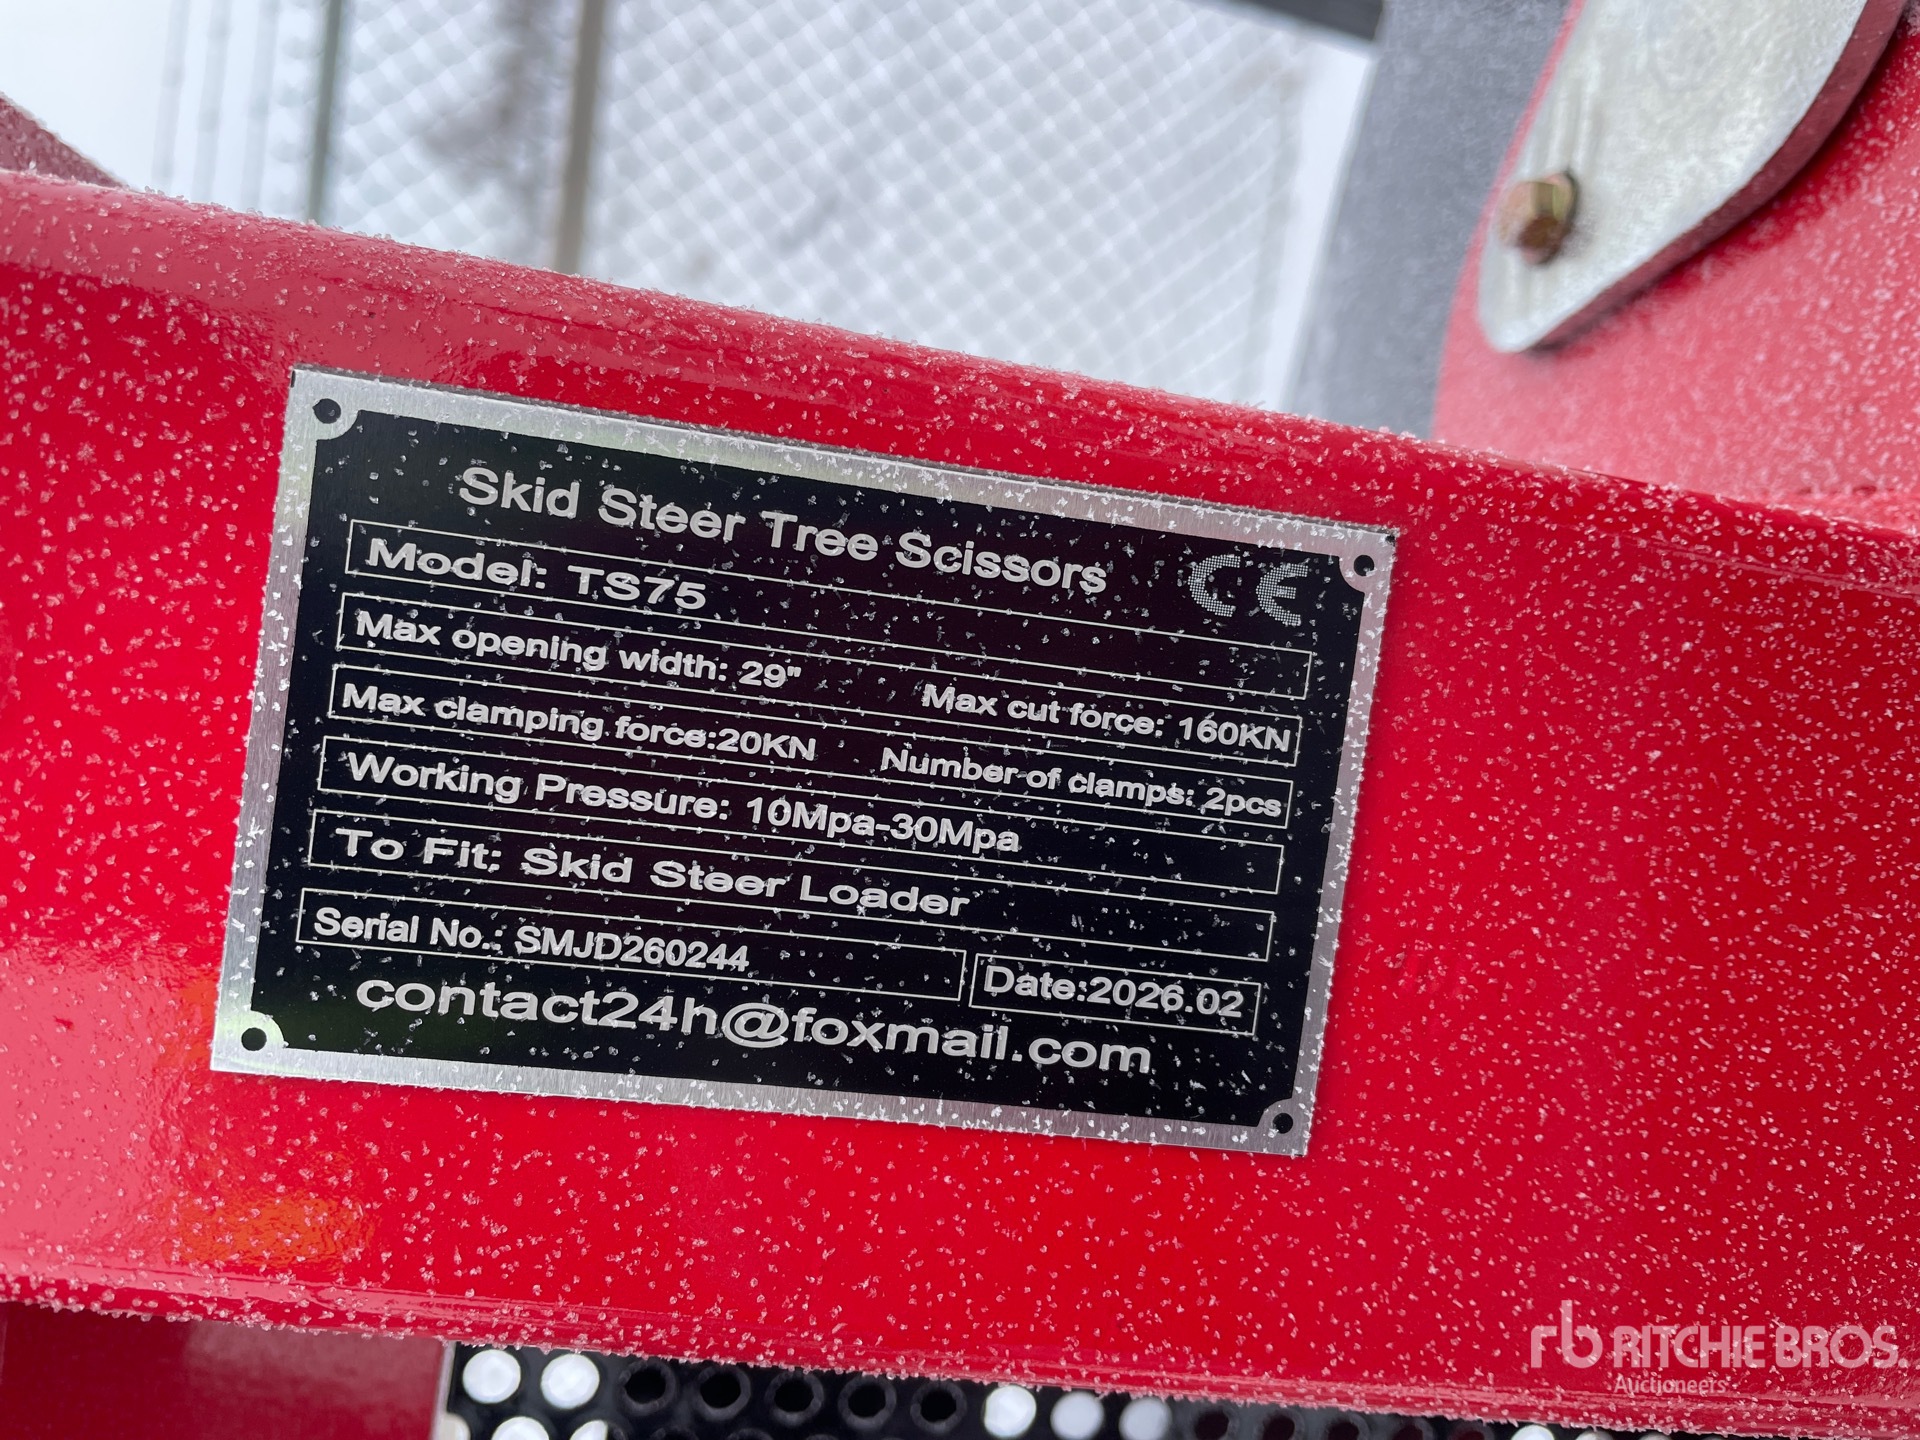 Skid Steer Tree Scissors
CE
Model: TS75
Max opening width: 29" Max cut force: 160KN
Max clamping force:20KN Number of clamps: 2pcs
Working Pressure: 10Mpa-30Mpa
To Fit: Skid Steer Loader
Serial No.: SMJD260244 Date:2026.02
contact24h@foxmail.com
rb RITCHIE BROS.
Auctioneers